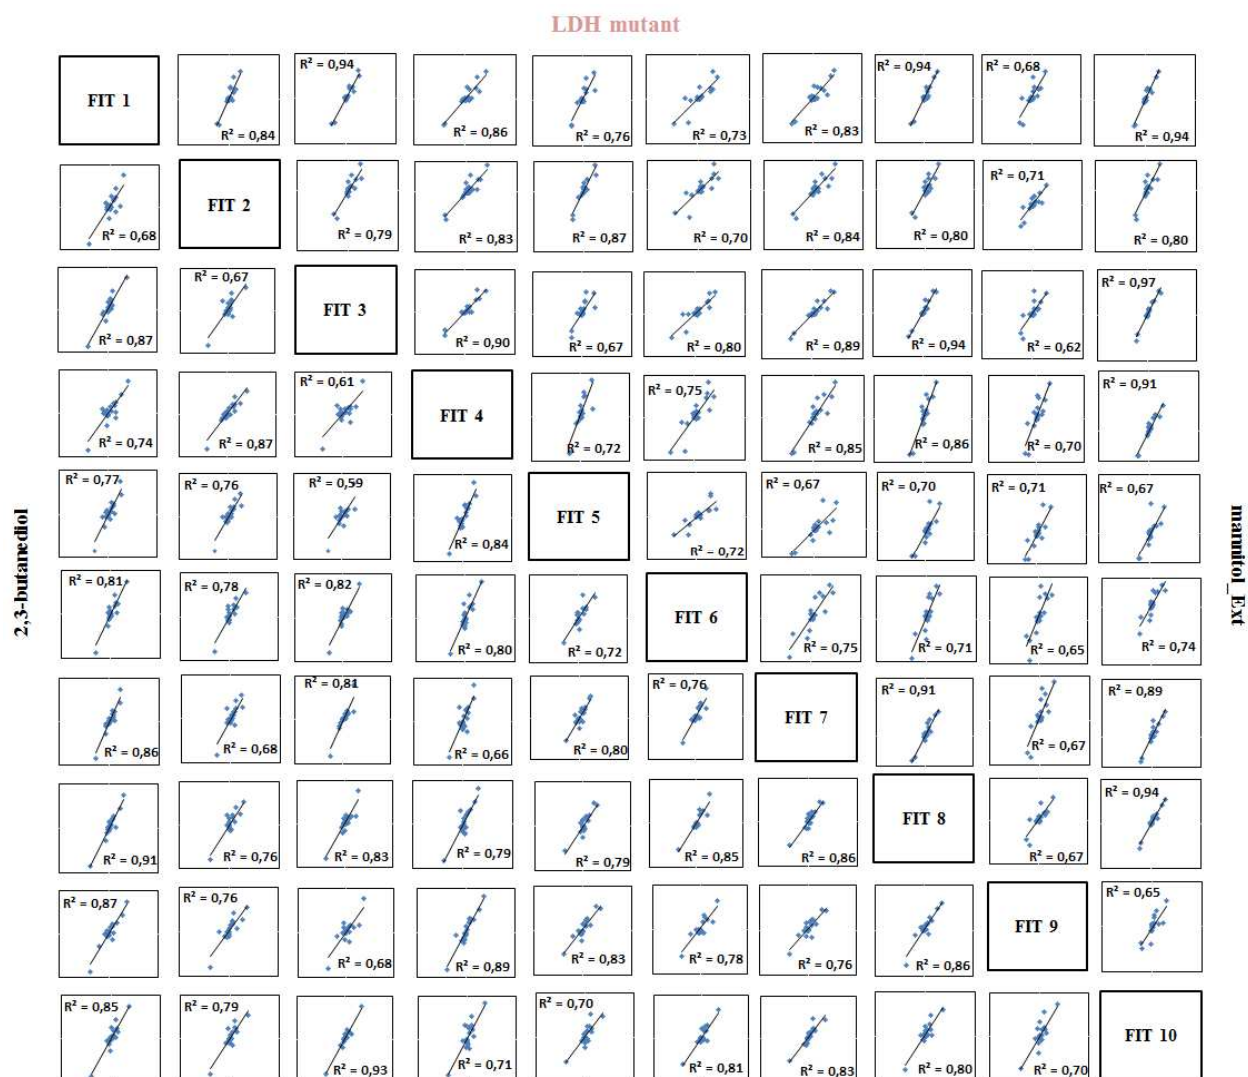 LDH mutant
FIT 1
R² = 0,84
R² = 0,94
R² = 0,86
R² = 0,76
R² = 0,73
R² = 0,83
R² = 0,94
R² = 0,68
R² = 0,94
R² = 0,68
FIT 2
R² = 0,79
R² = 0,83
R² = 0,87
R² = 0,70
R² = 0,84
R² = 0,80
R² = 0,71
R² = 0,80
R² = 0,87
R² = 0,67
FIT 3
R² = 0,90
R² = 0,67
R² = 0,80
R² = 0,89
R² = 0,94
R² = 0,62
R² = 0,97
R² = 0,74
R² = 0,87
R² = 0,61
FIT 4
R² = 0,72
R² = 0,75
R² = 0,85
R² = 0,86
R² = 0,70
R² = 0,91
R² = 0,77
R² = 0,76
R² = 0,59
R² = 0,84
FIT 5
R² = 0,72
R² = 0,67
R² = 0,70
R² = 0,71
R² = 0,67
2,3-butanediol
mannitol_Ext
R² = 0,81
R² = 0,78
R² = 0,82
R² = 0,80
R² = 0,72
FIT 6
R² = 0,75
R² = 0,71
R² = 0,65
R² = 0,74
R² = 0,86
R² = 0,68
R² = 0,81
R² = 0,66
R² = 0,80
R² = 0,76
FIT 7
R² = 0,91
R² = 0,67
R² = 0,89
R² = 0,91
R² = 0,76
R² = 0,83
R² = 0,79
R² = 0,79
R² = 0,85
R² = 0,86
FIT 8
R² = 0,67
R² = 0,94
R² = 0,87
R² = 0,76
R² = 0,68
R² = 0,89
R² = 0,83
R² = 0,78
R² = 0,76
R² = 0,86
FIT 9
R² = 0,65
R² = 0,85
R² = 0,79
R² = 0,93
R² = 0,71
R² = 0,70
R² = 0,81
R² = 0,83
R² = 0,80
R² = 0,70
FIT 10